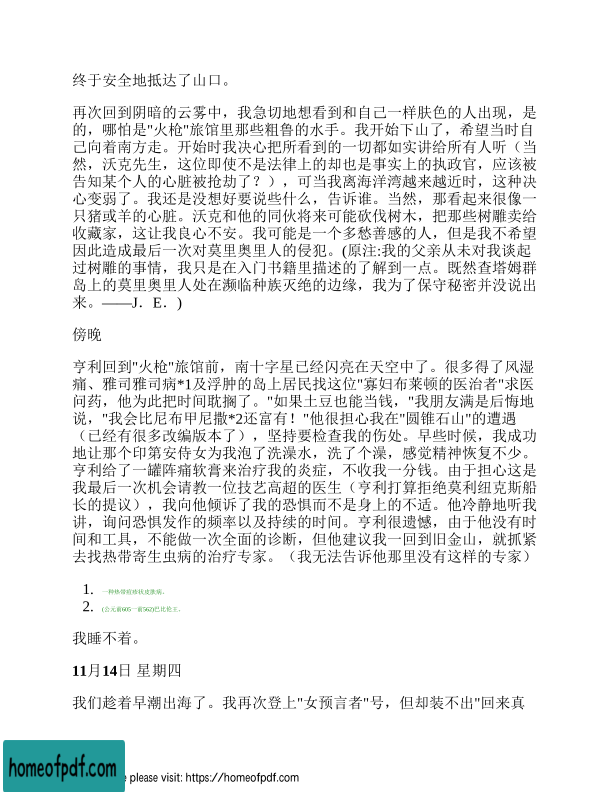 终于安全地抵达了山口。
再次回到阴暗的云雾中，我急切地想看到和自己一样肤色的人出现，是
的，哪怕是"火枪"旅馆里那些粗鲁的水手。我开始下山了，希望当时自
己向着南方走。开始时我决心把所看到的一切都如实讲给所有人听（当
然，沃克先生，这位即使不是法律上的却也是事实上的执政官，应该被
告知某个人的心脏被抢劫了？），可当我离海洋湾越来越近时，这种决
心变弱了。我还是没想好要说些什么，告诉谁。当然，那看起来很像一
只猪或羊的心脏。沃克和他的同伙将来可能砍伐树木，把那些树雕卖给
收藏家，这让我良心不安。我可能是一个多愁善感的人，但是我不希望
因此造成最后一次对莫里奥里人的侵犯。(原注:我的父亲从未对我谈起
过树雕的事情，我只是在入门书籍里描述的了解到一点。既然查塔姆群
岛上的莫里奥里人处在濒临种族灭绝的边缘，我为了保守秘密并没说出
来。——J．E．)
傍晚
亨利回到"火枪"旅馆前，南十字星已经闪亮在天空中了。很多得了风湿
痛、雅司雅司病*1及浮肿的岛上居民找这位"寡妇布莱顿的医治者"求医
问药，他为此把时间耽搁了。"如果土豆也能当钱，"我朋友满是后悔地
说，"我会比尼布甲尼撒*2还富有！"他很担心我在"圆锥石山"的遭遇
（已经有很多改编版本了），坚持要检查我的伤处。早些时候，我成功
地让那个印第安侍女为我泡了洗澡水，洗了个澡，感觉精神恢复不少。
亨利给了一罐阵痛软膏来治疗我的炎症，不收我一分钱。由于担心这是
我最后一次机会请教一位技艺高超的医生（亨利打算拒绝莫利纽克斯船
长的提议），我向他倾诉了我的恐惧而不是身上的不适。他冷静地听我
讲，询问恐惧发作的频率以及持续的时间。亨利很遗憾，由于他没有时
间和工具，不能做一次全面的诊断，但他建议我一回到旧金山，就抓紧
去找热带寄生虫病的治疗专家。（我无法告诉他那里没有这样的专家）
1. 一种热带痘疮状皮肤病。
2. (公元前605一前562)巴比伦王。
我睡不着。
11月14日 星期四
我们趁着早潮出海了。我再次登上"女预言者"号，但却装不出"回来真
homeofpdf.com
e please visit: https://homeofpdf.com